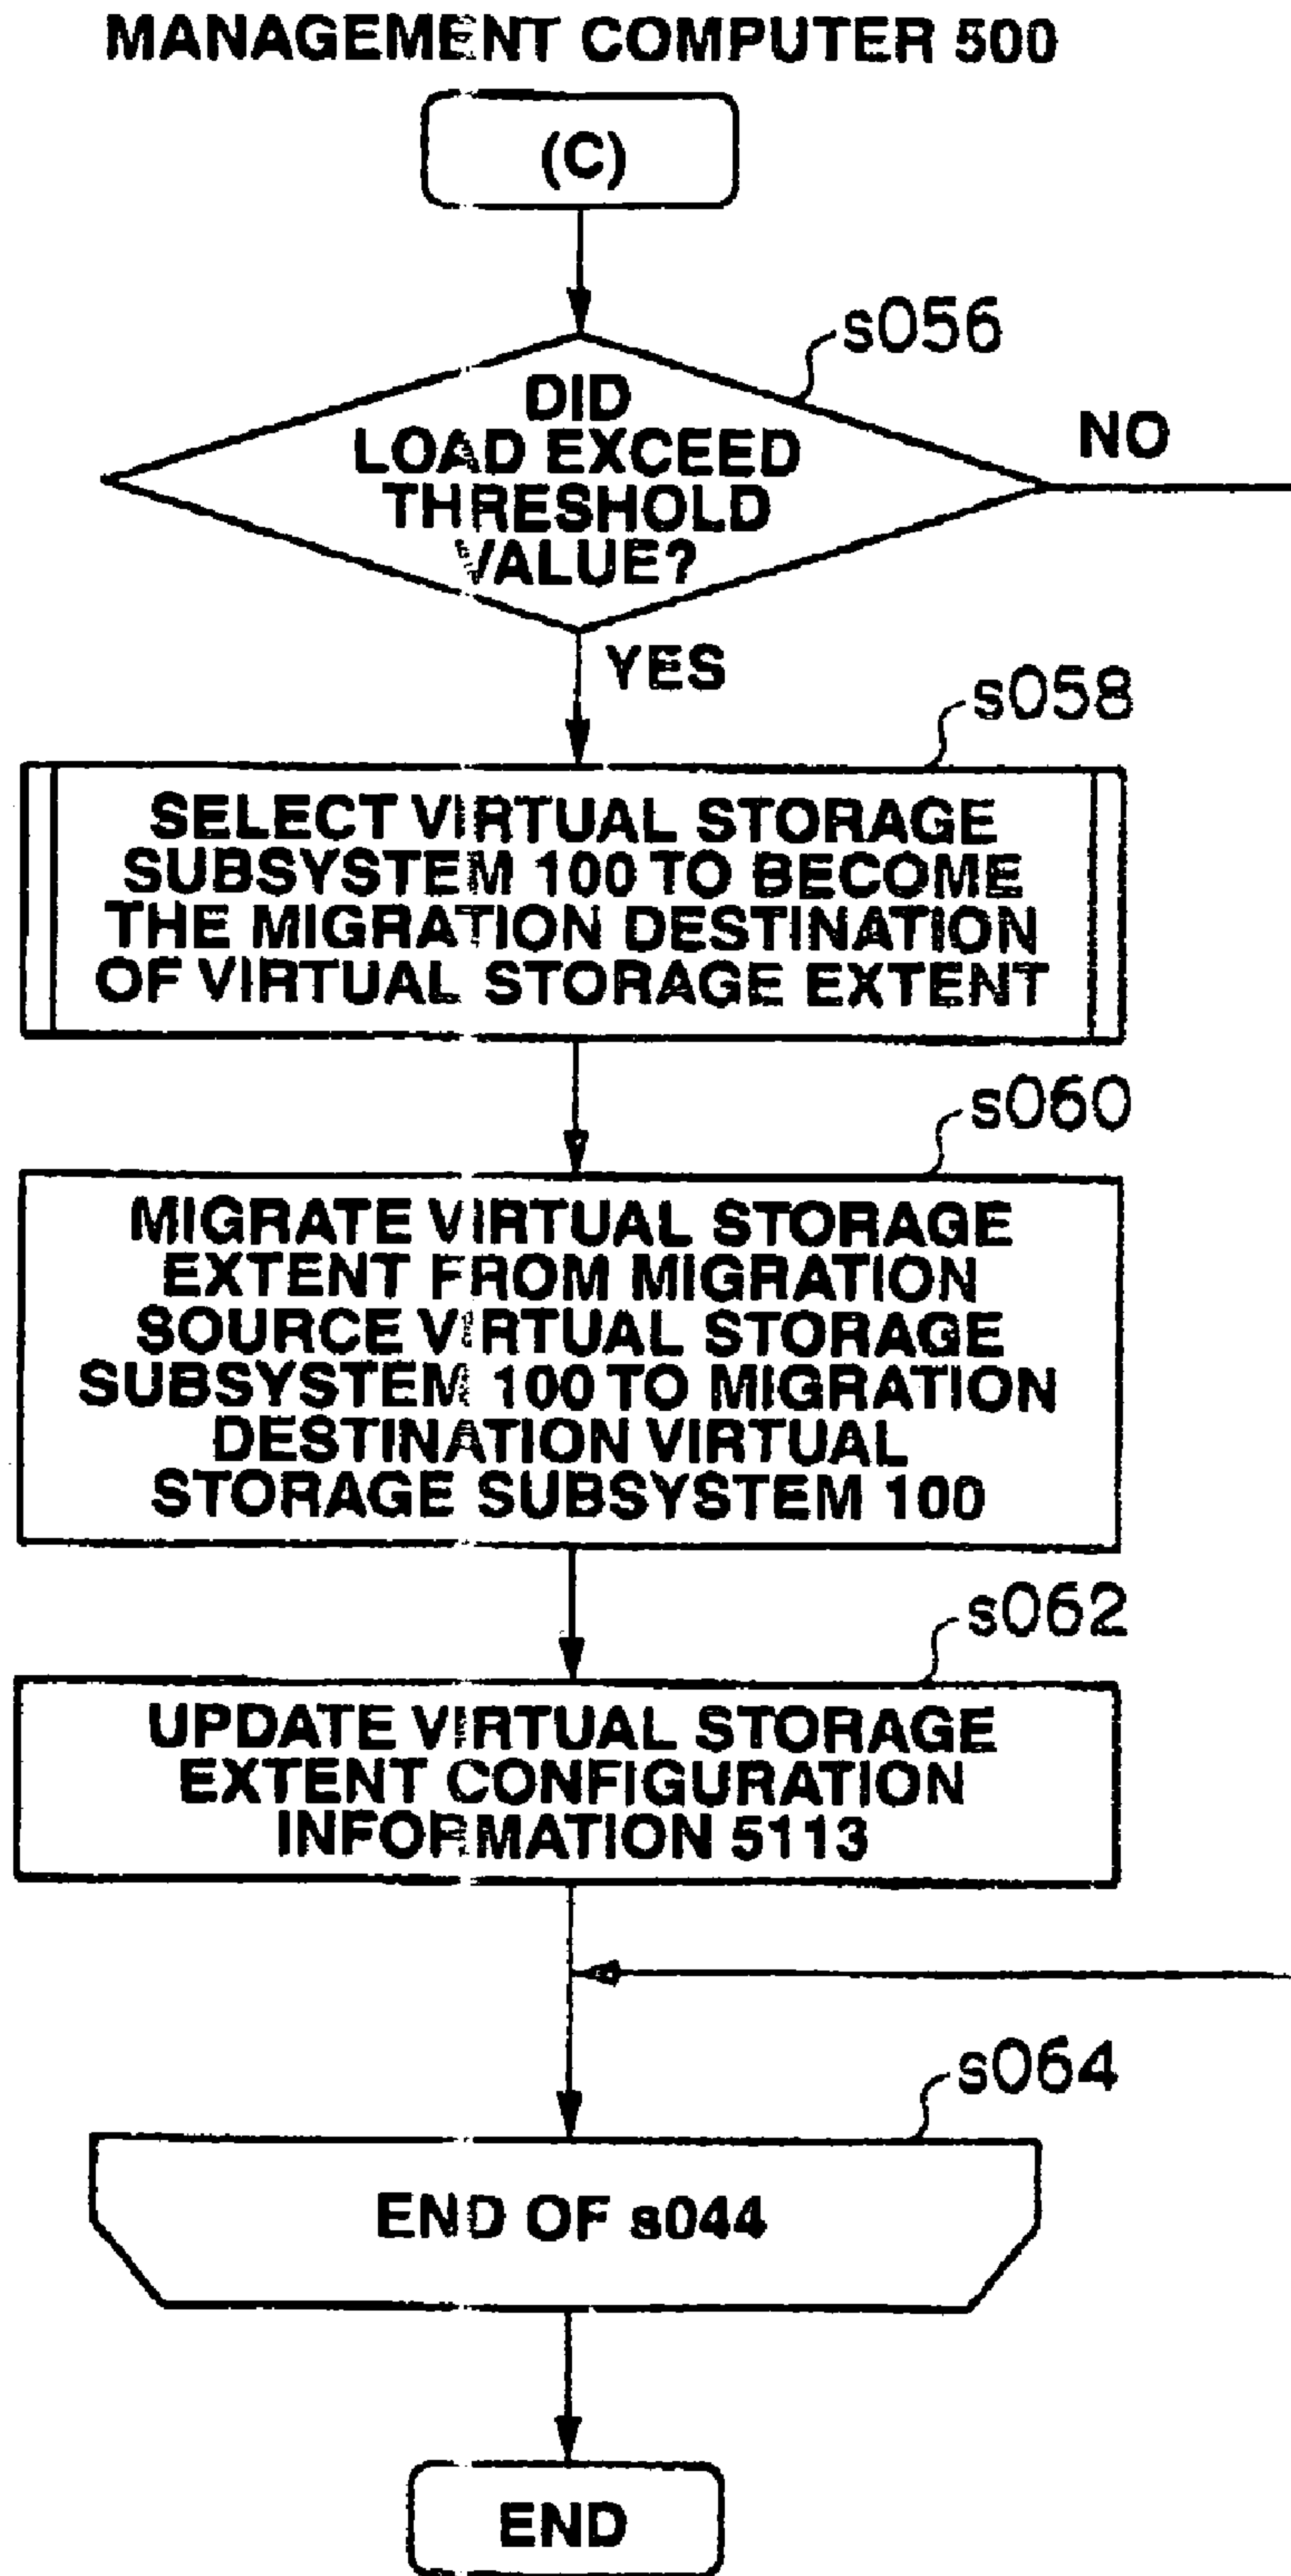 MANAGEMENT COMPUTER 500
(C)
s056
DID
LOAD EXCEED
THRESHOLD
VALUE?
NO
YES
s058
SELECT VIRTUAL STORAGE
SUBSYSTEM 100 TO BECOME
THE MIGRATION DESTINATION
OF VIRTUAL STORAGE EXTENT
s060
MIGRATE VIRTUAL STORAGE
EXTENT FROM MIGRATION
SOURCE VIRTUAL STORAGE
SUBSYSTEM 100 TO MIGRATION
DESTINATION VIRTUAL
STORAGE SUBSYSTEM 100
s062
UPDATE VIRTUAL STORAGE
EXTENT CONFIGURATION
INFORMATION 5113
s064
END OF s044
END